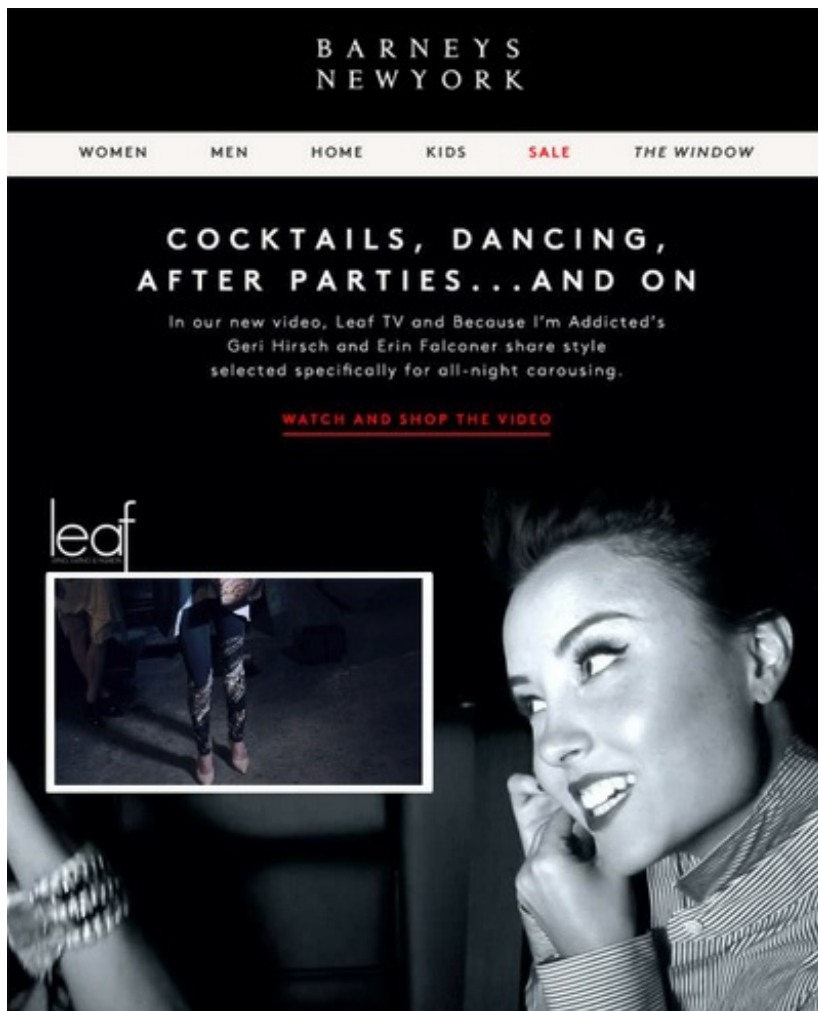 BARNEYS
NEWYORK
WOMEN MEN HOME KIDS SALE THE WINDOW
COCKTAILS, DANCING,
AFTER PARTIES...AND ON
In our new video, Leaf TV and Because I'm Addicted's
Geri Hirsch and Erin Falconer share style
selected specifically for all-night carousing.
WATCH AND SHOP THE VIDEO
leaf